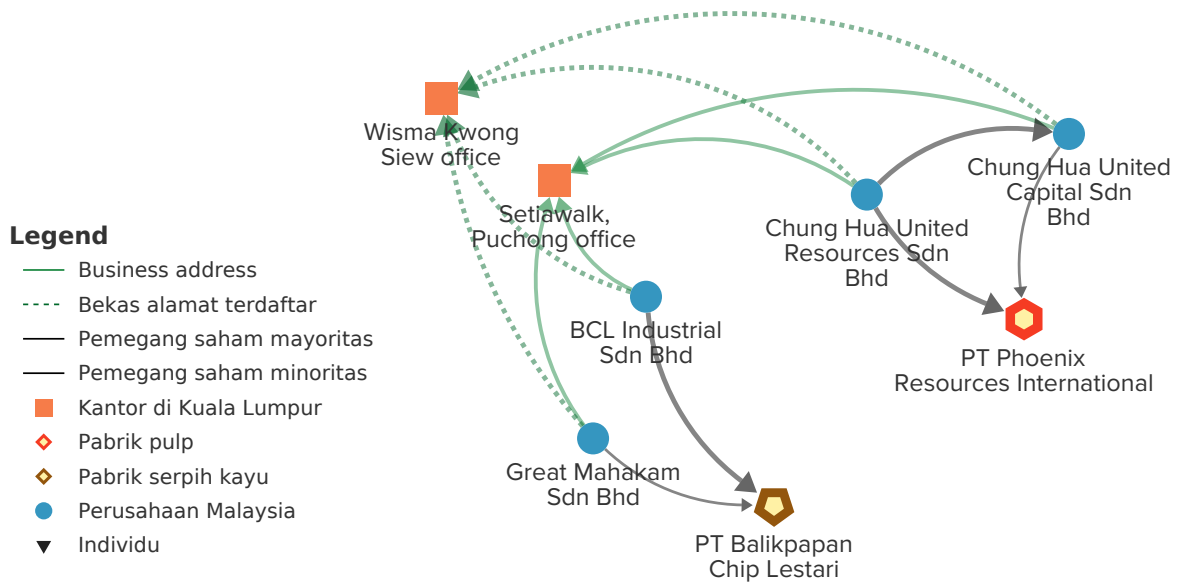 Wisma Kwong
Siew office
Setiawalk,
Puchong office
Chung Hua United
Capital Sdn
Bhd
Chung Hua United
Resources Sdn
Bhd
BCL Industrial
Sdn Bhd
PT Phoenix
Resources International
Great Mahakam
Sdn Bhd
PT Balikpapan
Chip Lestari
Legend
Business address
Bekas alamat terdaftar
Pemegang saham mayoritas
Pemegang saham minoritas
Kantor di Kuala Lumpur
Pabrik pulp
Pabrik serpih kayu
Perusahaan Malaysia
Individu